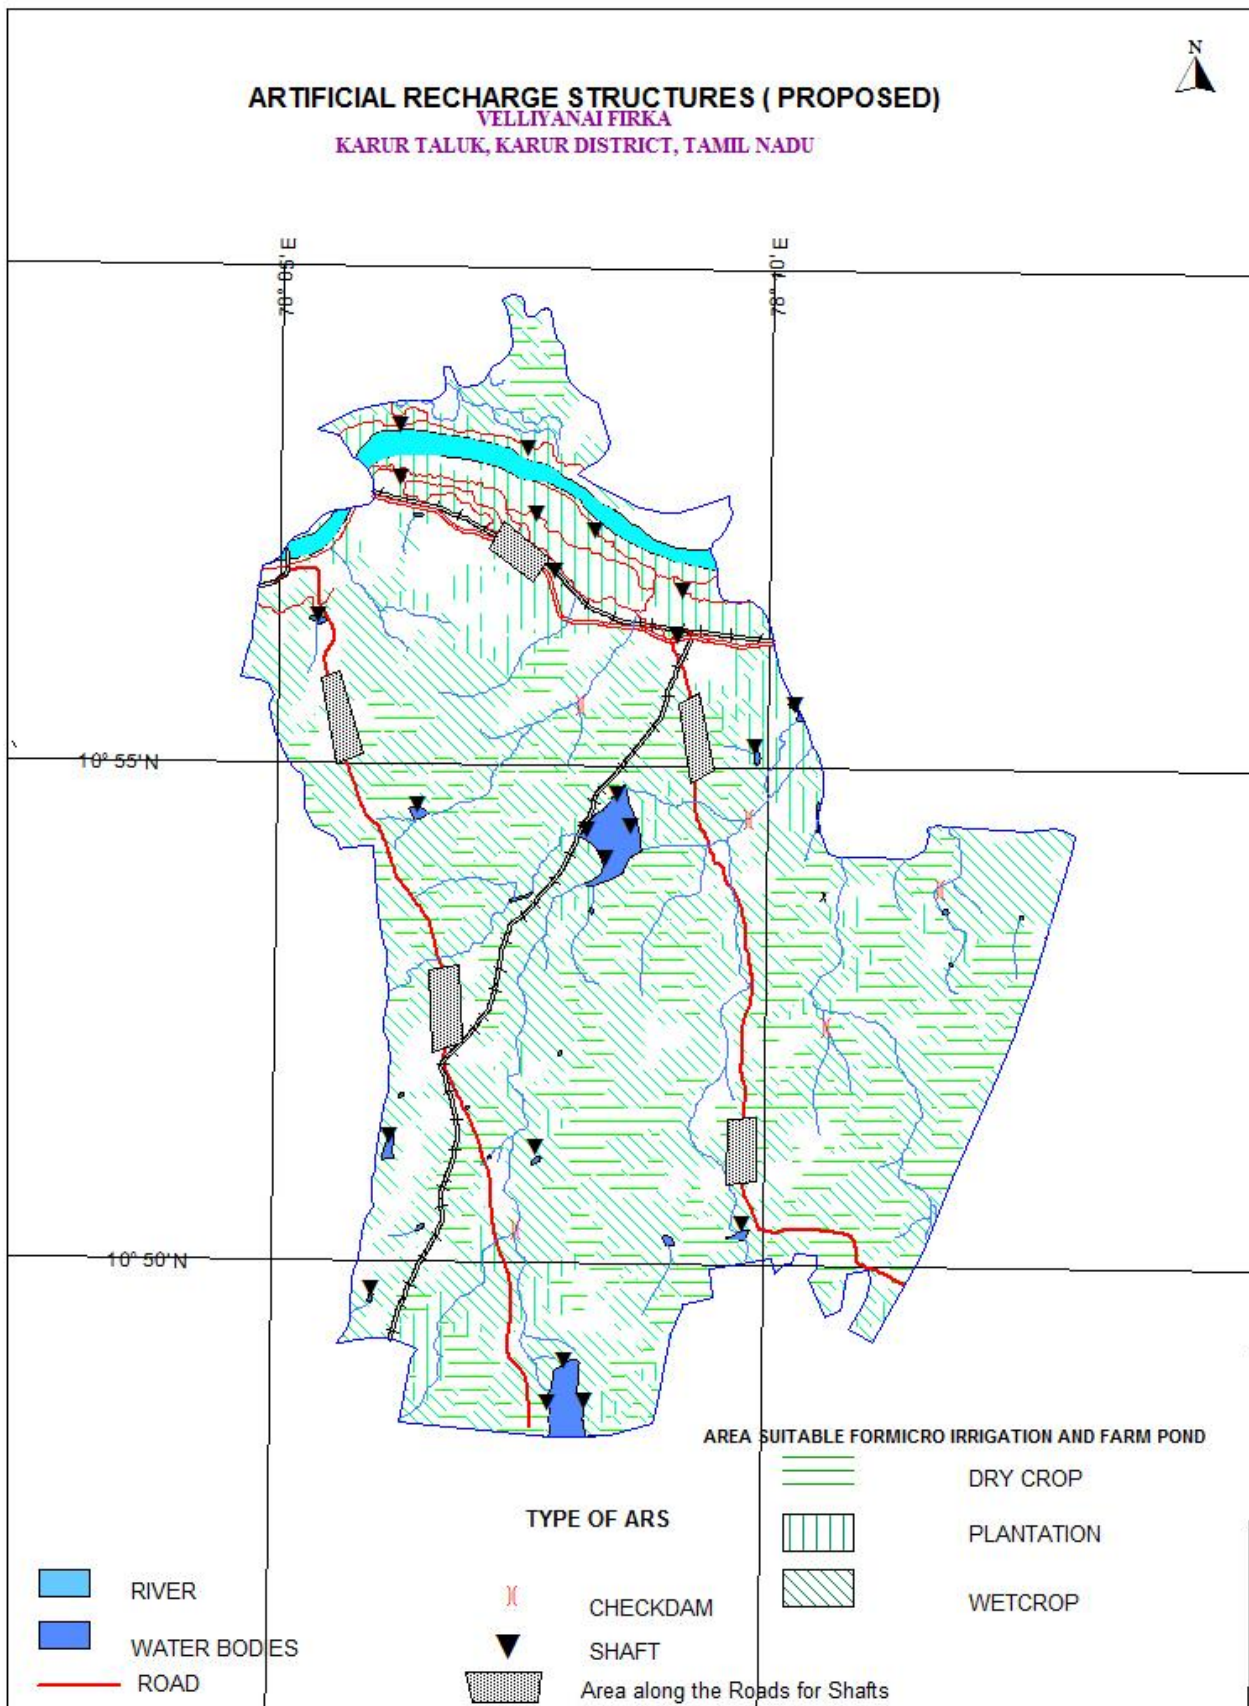 N
ARTIFICIAL RECHARGE STRUCTURES ( PROPOSED)
VELLIYANAI FIRKA
KARUR TALUK, KARUR DISTRICT, TAMIL NADU
78° 05' E
78° 10' E
10° 55' N
10° 50' N
AREA SUITABLE FORMICRO IRRIGATION AND FARM POND
DRY CROP
TYPE OF ARS
PLANTATION
RIVER
CHECKDAM
WETCROP
WATER BODIES
SHAFT
ROAD
Area along the Roads for Shafts